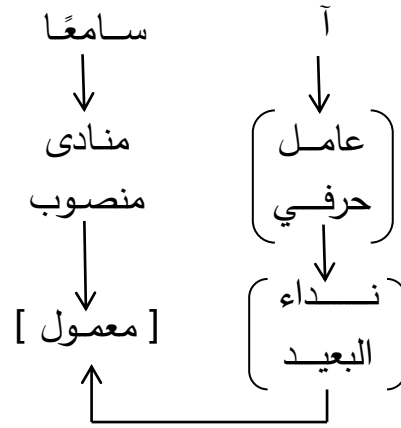 آ
سامعًا
عامل
حرفي
منادى
منصوب
نداء
البعيد
[ معمول ]